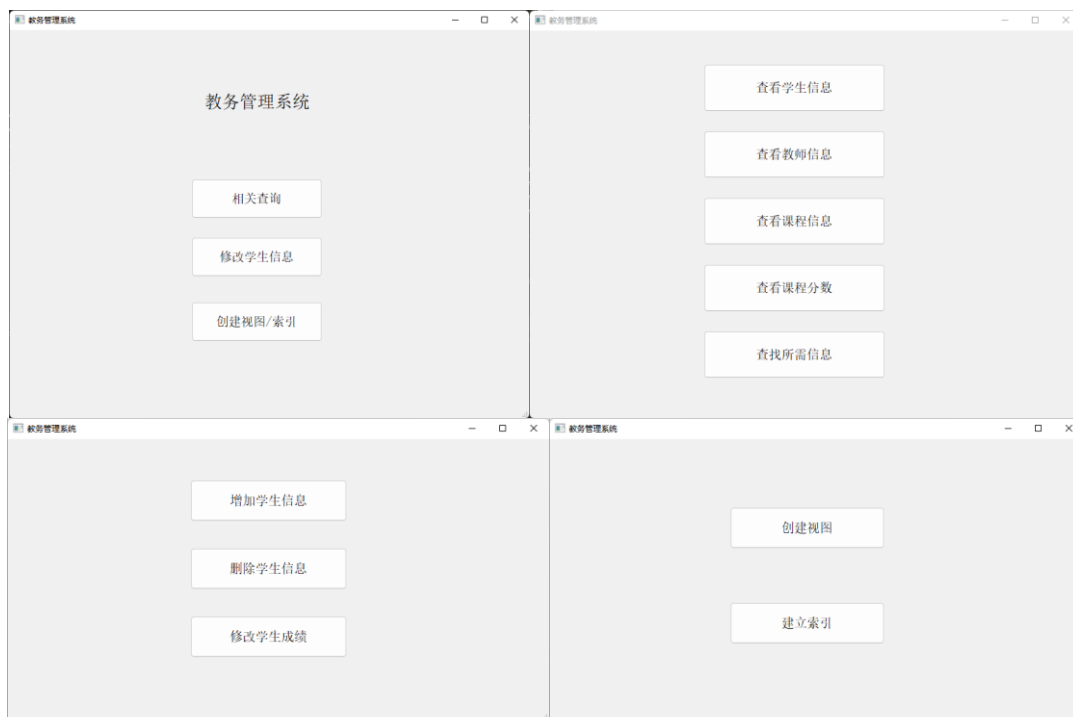 教务管理系统
教务管理系统
相关查询
修改学生信息
创建视图/索引
教务管理系统
查看学生信息
查看教师信息
查看课程信息
查看课程分数
查找所需信息
教务管理系统
增加学生信息
删除学生信息
修改学生成绩
教务管理系统
创建视图
建立索引